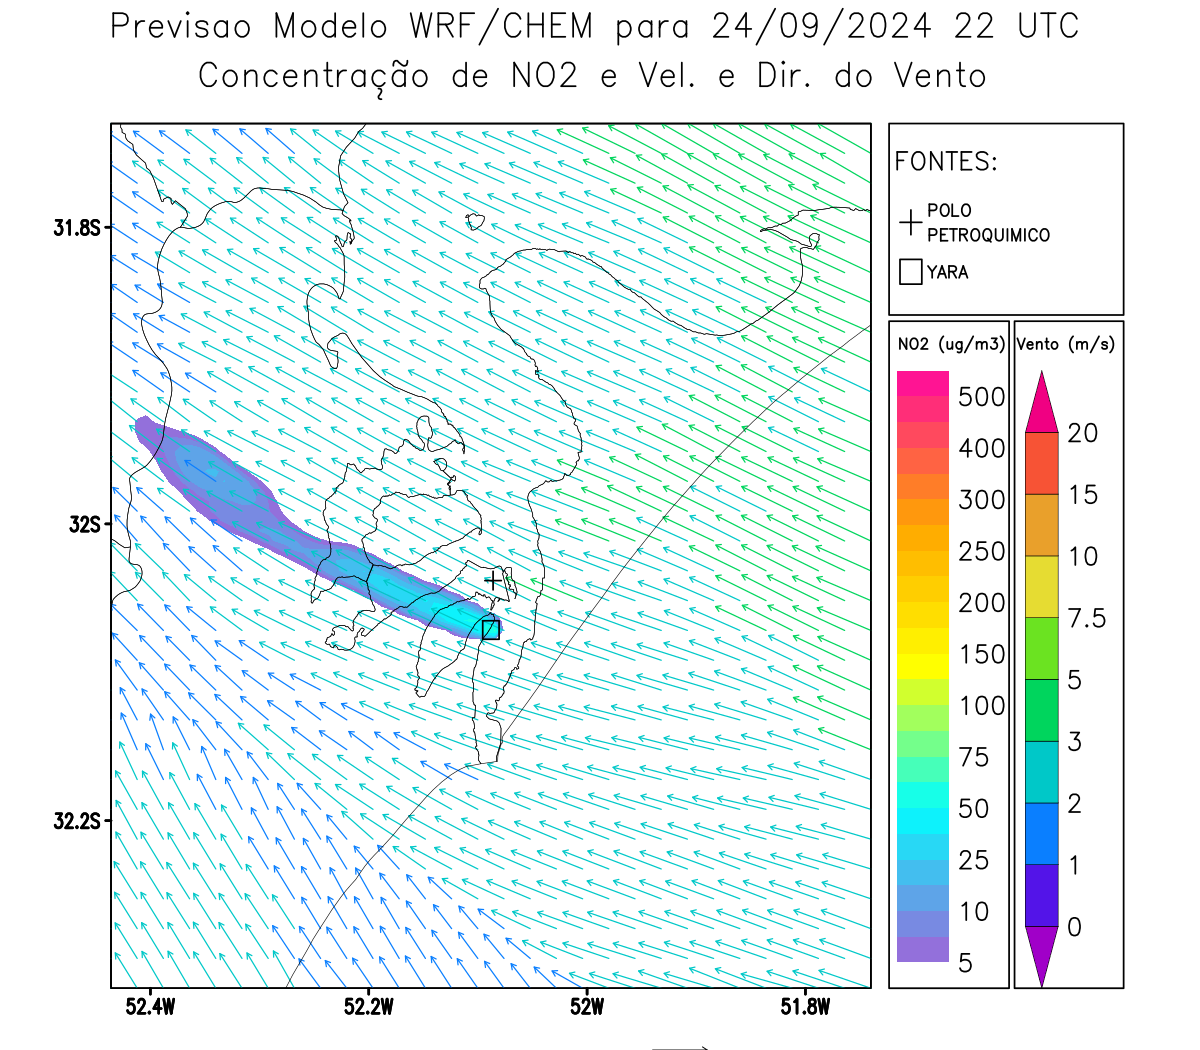 Previsao Modelo WRF/CHEM para 24/09/2024 22 UTC
Concentração de NO2 e Vel. e Dir. do Vento
FONTES:
POLO
PETROQUIMICO
YARA
NO2 (ug/m3)
500
400
300
250
200
150
100
75
50
25
10
5
Vento (m/s)
20
15
10
7.5
5
3
2
1
0
31.8S
32S
32.2S
52.4W
52.2W
52W
51.8W